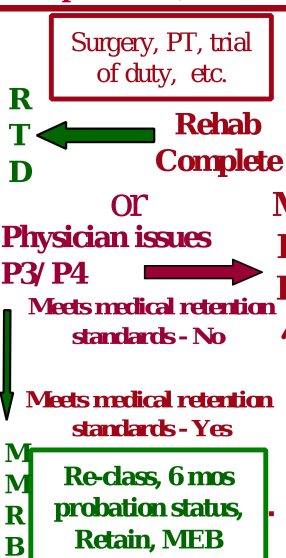 Surgery, PT, trial
of duty, etc.
R
T
D
Rehab
Complete
or
Physician issues
P3/ P4
Meets medical retention
standards - No
Meets medical retention
standards - Yes
M
M
R
B
Re-class, 6 mos
probation status,
Retain, MEB